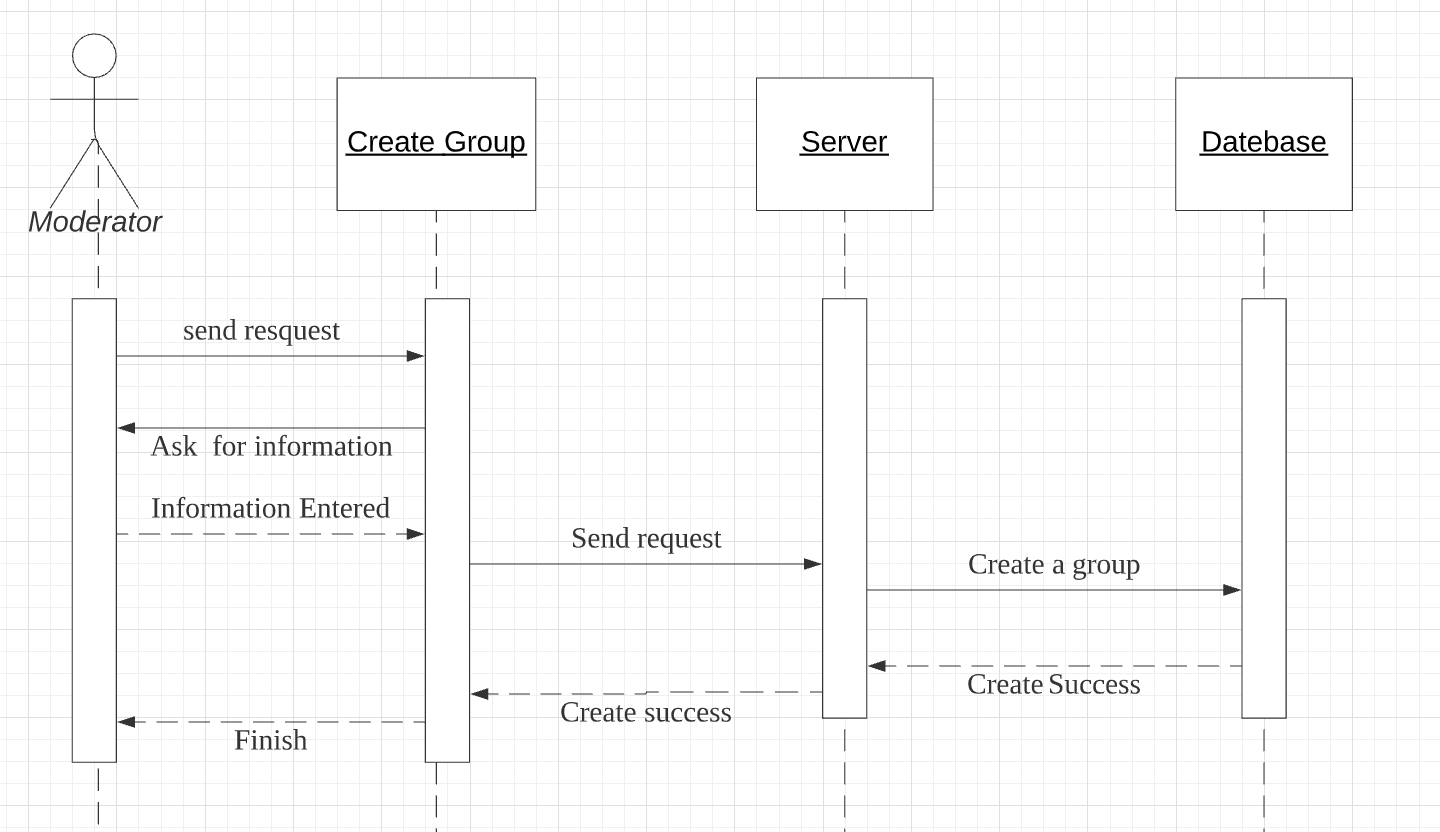 Create Group
Server
Datebase
Moderator
send resquest
Ask for information
Information Entered
Send request
Create a group
Create Success
Create success
Finish